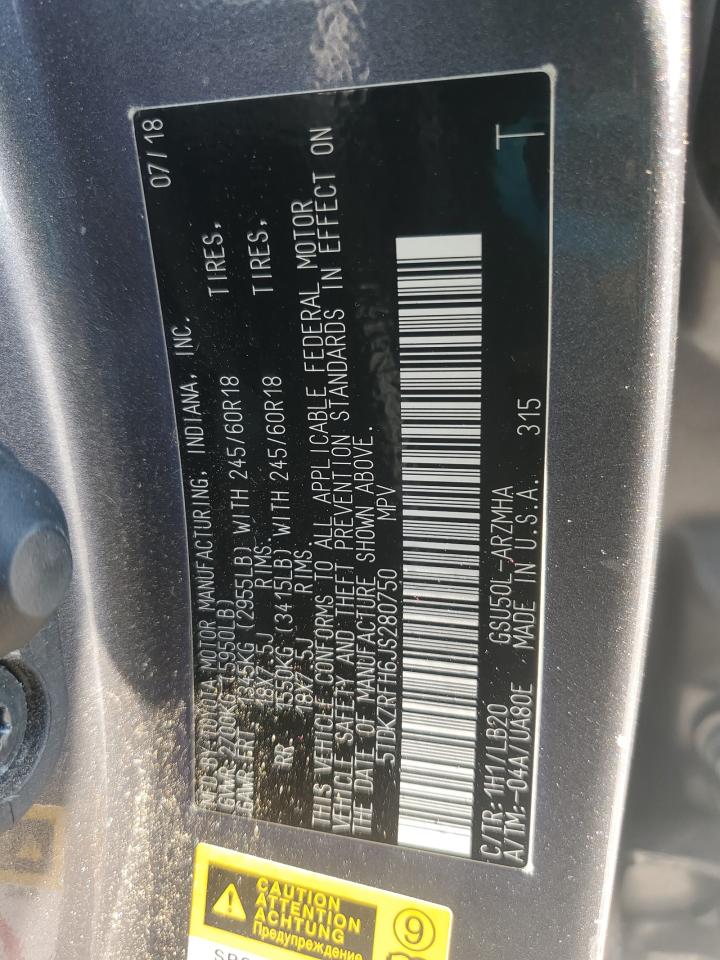 07/18
MFD BY: TOYOTA MOTOR MANUFACTURING, INDIANA, INC.
GVWR: 2700KG (5950LB)
GAWR: FRT 1345KG (2955LB) WITH 245/60R18 TIRES,
18X7.5J RIMS
RR 1550KG (3415LB) WITH 245/60R18 TIRES,
18X7.5J RIMS
THIS VEHICLE CONFORMS TO ALL APPLICABLE FEDERAL MOTOR
VEHICLE SAFETY AND THEFT PREVENTION STANDARDS IN EFFECT ON
THE DATE OF MANUFACTURE SHOWN ABOVE.
5TDKZRFH6JS280750 MPV
C/TR: 1H1/LB20 GSU50L-ARZMHA
A/TM: -04A/UA80E MADE IN U.S.A. 315
T
CAUTION
ATTENTION
ACHTUNG
Предупреждение
9